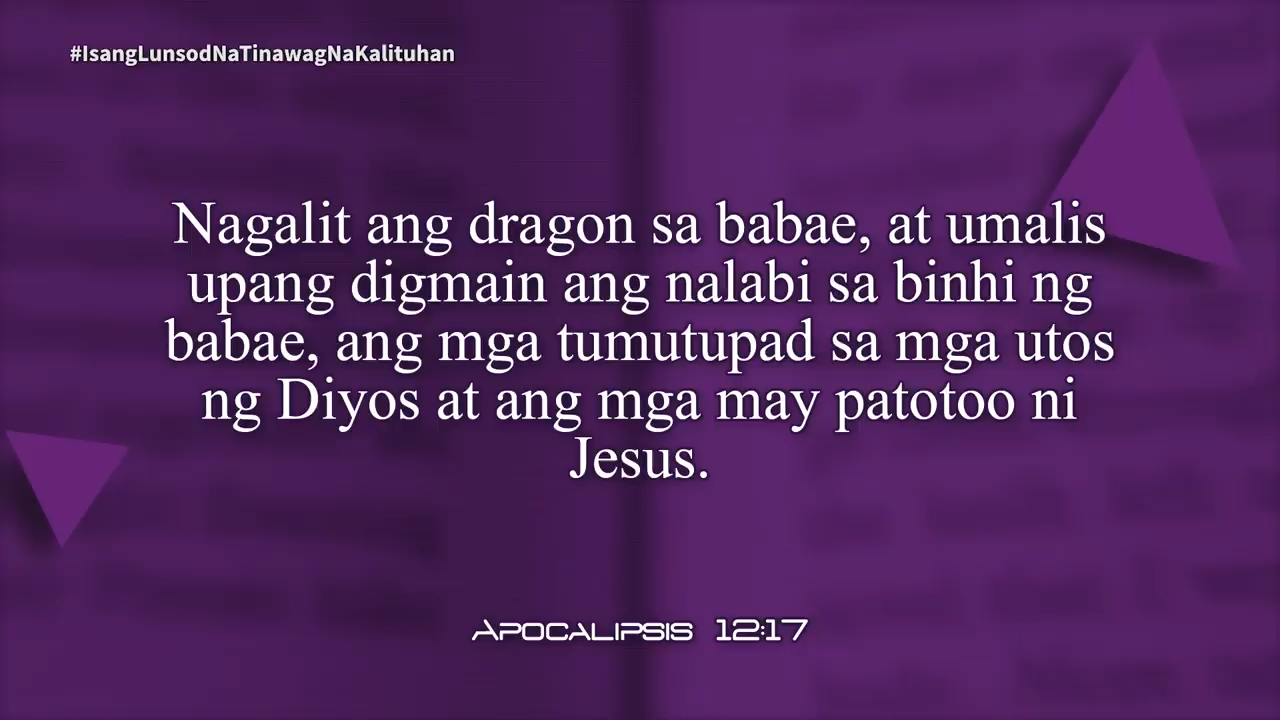 #IsangLunsodNaTinawagNaKalituhan
Nagalit ang dragon sa babae, at umalis
upang digmain ang nalabi sa binhi ng
babae, ang mga tumutupad sa mga utos
ng Diyos at ang mga may patotoo ni
Jesus.
Apocalipsis 12:17